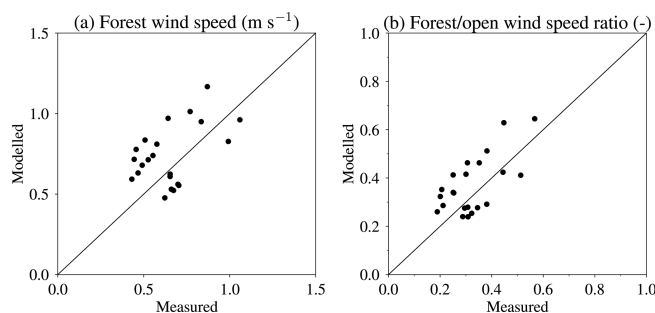 (a) Forest wind speed (m s⁻¹)
1.5
1.0
0.5
0.0
Modelled
0.0 0.5 1.0 1.5
Measured
(b) Forest/open wind speed ratio (-)
1.0
0.8
0.6
0.4
0.2
0.0
Modelled
0.0 0.2 0.4 0.6 0.8 1.0
Measured